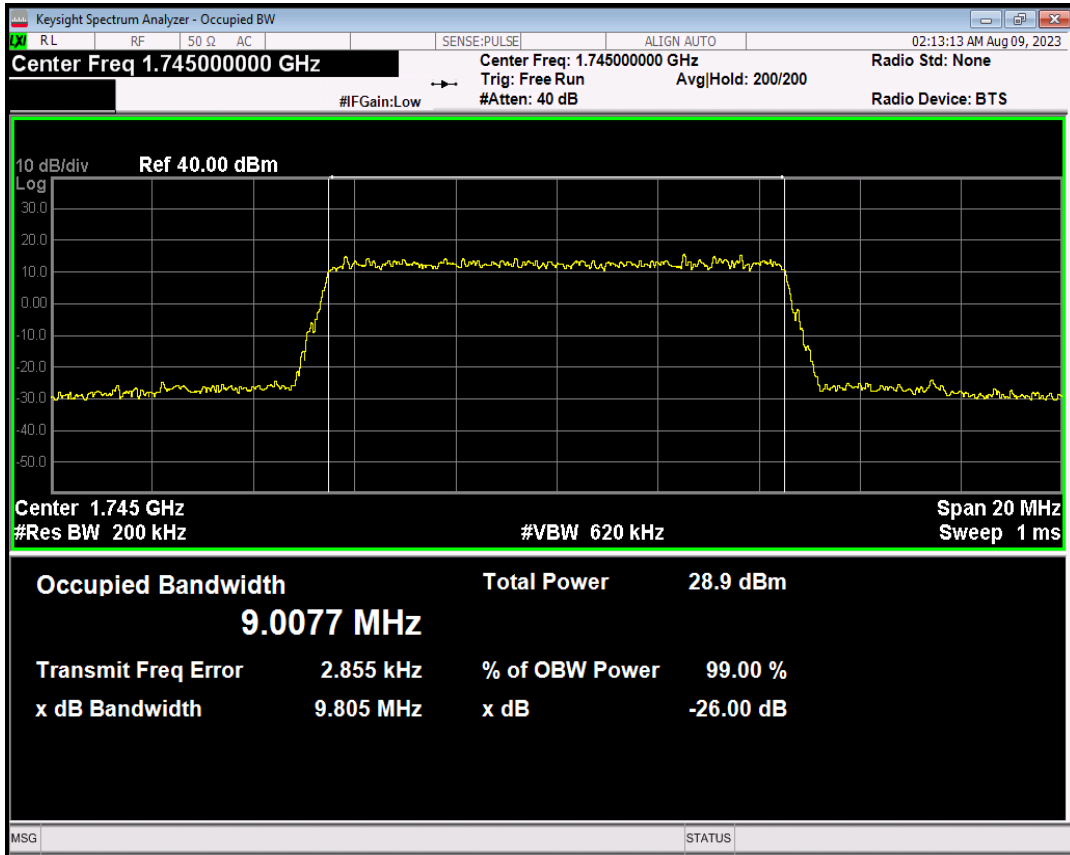 Keysight Spectrum Analyzer - Occupied BW
LXI RL RF 50 Ω AC SENSE:PULSE ALIGN AUTO 02:13:13 AM Aug 09, 2023
Center Freq 1.745000000 GHz Center Freq: 1.745000000 GHz Radio Std: None
Trig: Free Run Avg|Hold: 200/200
#IFGain:Low #Atten: 40 dB Radio Device: BTS
10 dB/div Ref 40.00 dBm
Log
30.0
20.0
10.0
0.00
-10.0
-20.0
-30.0
-40.0
-50.0
Center 1.745 GHz Span 20 MHz
#Res BW 200 kHz #VBW 620 kHz Sweep 1 ms
Occupied Bandwidth Total Power 28.9 dBm
9.0077 MHz
Transmit Freq Error 2.855 kHz % of OBW Power 99.00 %
x dB Bandwidth 9.805 MHz x dB -26.00 dB
MSG STATUS